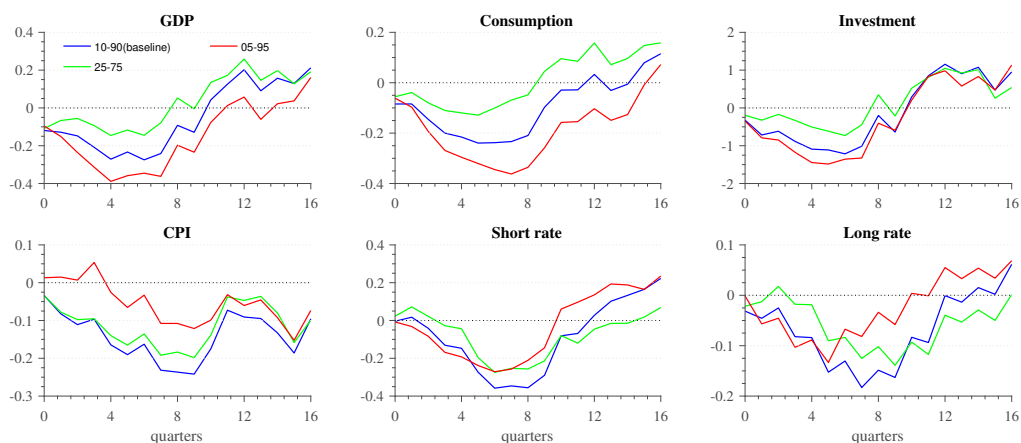 GDP
0.4
0.2
0
-0.2
-0.4
0 4 8 12 16
10-90(baseline)
05-95
25-75
Consumption
0.2
0
-0.2
-0.4
0 4 8 12 16
Investment
2
1
0
-1
-2
0 4 8 12 16
CPI
0.1
0
-0.1
-0.2
-0.3
0 4 8 12 16
quarters
Short rate
0.4
0.2
0
-0.2
-0.4
0 4 8 12 16
quarters
Long rate
0.1
0
-0.1
-0.2
0 4 8 12 16
quarters